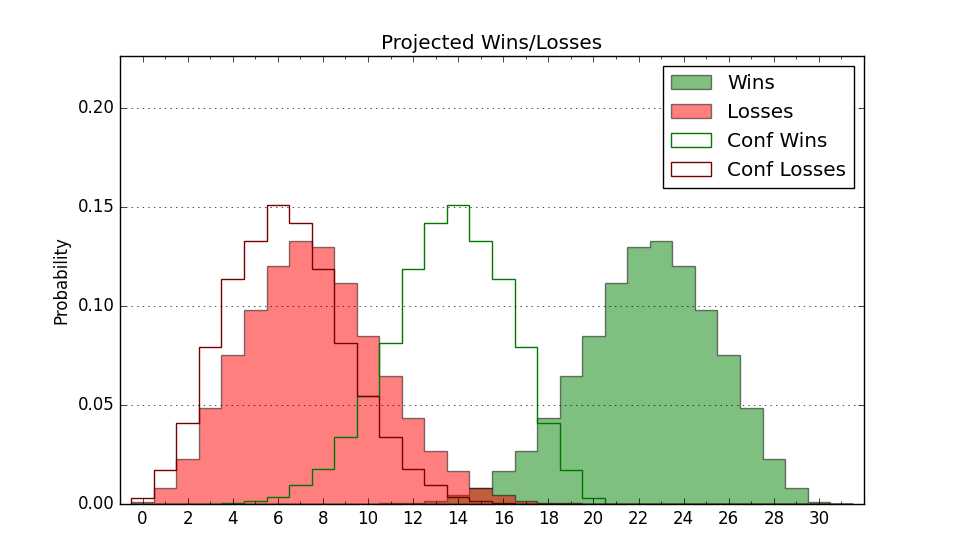 Projected Wins/Losses
Wins
Losses
Conf Wins
Conf Losses
Probability
0.20
0.15
0.10
0.05
0.00
0 2 4 6 8 10 12 14 16 18 20 22 24 26 28 30